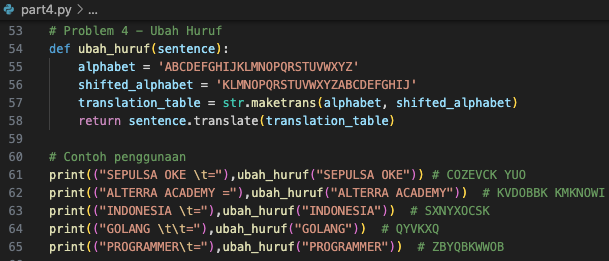 part4.py > ...
53 # Problem 4 - Ubah Huruf
54 def ubah_huruf(sentence):
55     alphabet = 'ABCDEFGHIJKLMNOPQRSTUVWXYZ'
56     shifted_alphabet = 'KLMNOPQRSTUVWXYZABCDEFGHIJ'
57     translation_table = str.maketrans(alphabet, shifted_alphabet)
58     return sentence.translate(translation_table)
59
60 # Contoh penggunaan
61 print(("SEPULSA OKE \t="),ubah_huruf("SEPULSA OKE")) # COZEVCK YUO
62 print(("ALTERRA ACADEMY ="),ubah_huruf("ALTERRA ACADEMY"))  # KVDOBBK KMKNOWI
63 print(("INDONESIA \t="),ubah_huruf("INDONESIA"))  # SXNYXOCSK
64 print(("GOLANG \t\t="),ubah_huruf("GOLANG"))  # QYVKXQ
65 print(("PROGRAMMER\t="),ubah_huruf("PROGRAMMER"))  # ZBYQBKWWOB